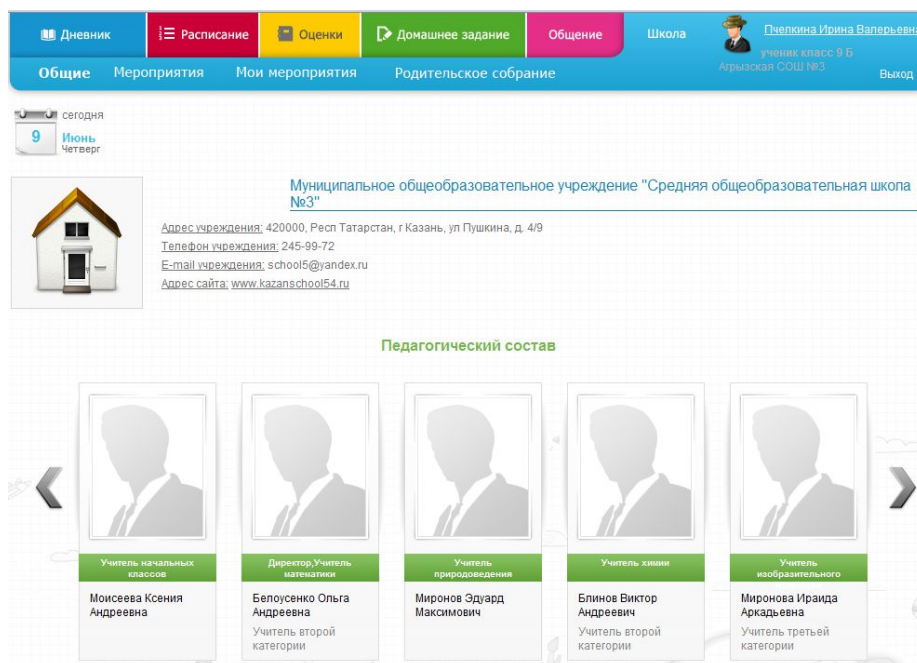 Дневник
Расписание
Оценки
Домашнее задание
Общение
Школа
Пчелкина Ирина Валерьевна
ученик класс 9 Б
Агрызская СОШ №3
Выход
Общие
Мероприятия
Мои мероприятия
Родительское собрание
сегодня
9
Июнь
Четверг
Муниципальное общеобразовательное учреждение "Средняя общеобразовательная школа
№3"
Адрес учреждения: 420000, Респ Татарстан, г Казань, ул Пушкина, д. 4/9
Телефон учреждения: 245-99-72
E-mail учреждения: school5@yandex.ru
Адрес сайта: www.kazanschool54.ru
Педагогический состав
Учитель начальных
классов
Моисеева Ксения
Андреевна
Директор,Учитель
математики
Белоусенко Ольга
Андреевна
Учитель второй
категории
Учитель
природоведения
Миронов Эдуард
Максимович
Учитель химии
Блинов Виктор
Андреевич
Учитель второй
категории
Учитель
изобразительного
Миронова Ираида
Аркадьевна
Учитель третьей
категории